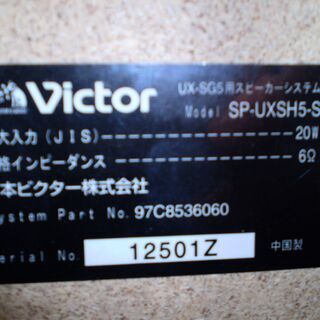 Victor
UX-SG5用スピーカーシステム
Model SP-UXSH5-S
大入力 (JIS) 20W
格インピーダンス 6Ω
本ビクター株式会社
ystem Part No. 97C8536060
erial No. 12501Z 中国製